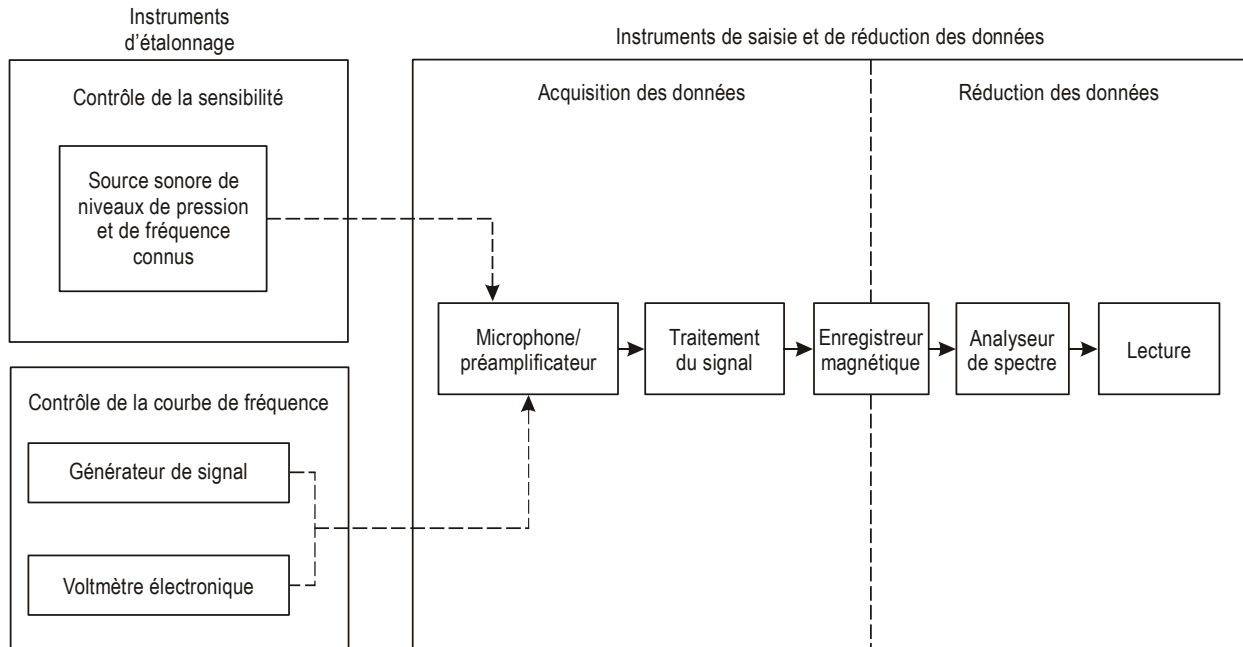 Instruments
d’étalonnage
Contrôle de la sensibilité
Source sonore de
niveaux de pression
et de fréquence
connus
Contrôle de la courbe de fréquence
Générateur de signal
Voltmètre électronique
Instruments de saisie et de réduction des données
Acquisition des données
Réduction des données
Microphone/
préamplificateur
Traitement
du signal
Enregistreur
magnétique
Analyseur
de spectre
Lecture